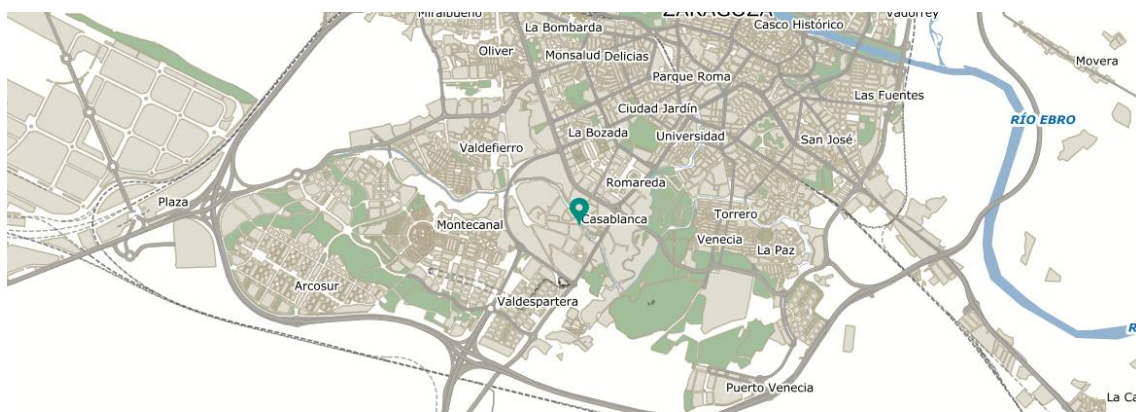 Miralbueno
ZARAGOZA
Vadorrey
La Bombarda
Casco Histórico
Oliver
Monsalud
Delicias
Movera
Parque Roma
Las Fuentes
Ciudad Jardín
RÍO EBRO
La Bozada
Universidad
San José
Valdefierro
Romareda
Plaza
Casablanca
Torrero
Montecanal
Venecia
La Paz
Arcosur
Valdespartera
R
Puerto Venecia
La Ca